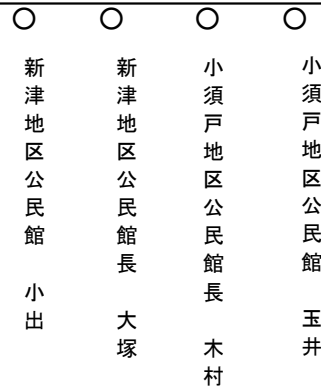 ○ 小須戸地区公民館 玉井
○ 小須戸地区公民館長 木村
○ 新津地区公民館長 大塚
○ 新津地区公民館 小出